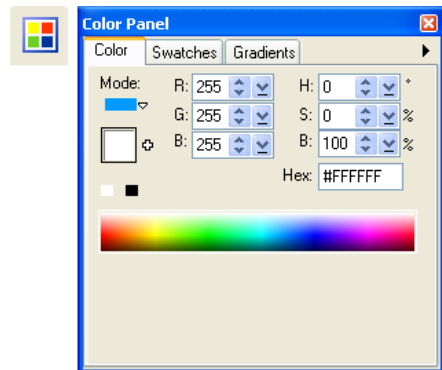 Color Panel
Color Swatches Gradients
Mode: R: 255 H: 0 °
G: 255 S: 0 %
B: 255 B: 100 %
Hex: #FFFFFF